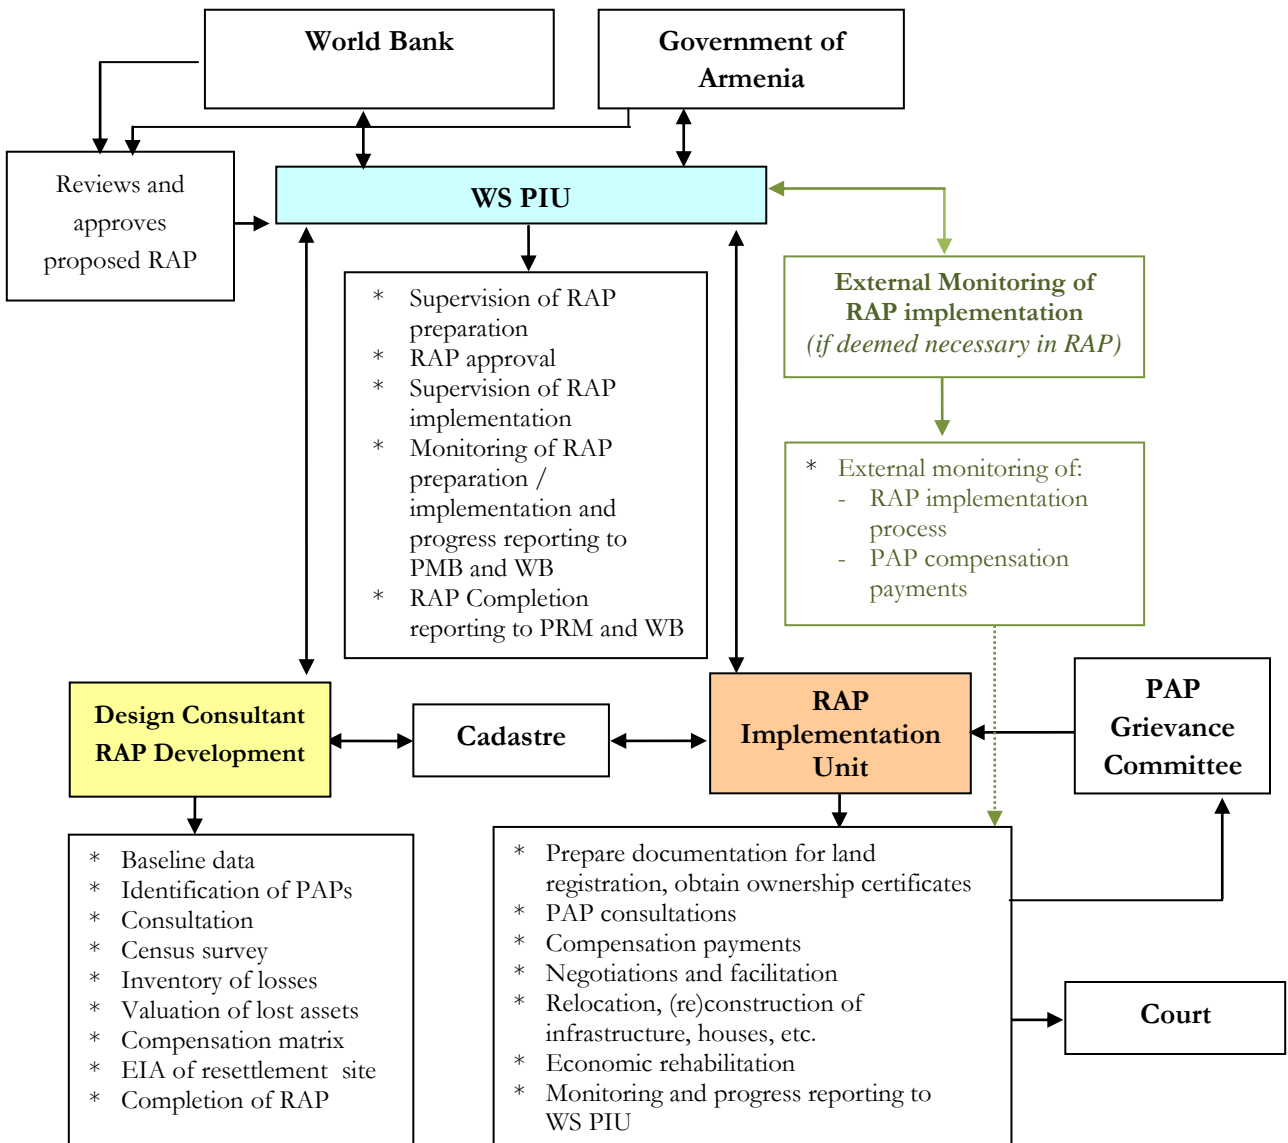 World Bank
Government of
Armenia
Reviews and
approves
proposed RAP
WS PIU
* Supervision of RAP
preparation
* RAP approval
* Supervision of RAP
implementation
* Monitoring of RAP
preparation /
implementation and
progress reporting to
PMB and WB
* RAP Completion
reporting to PRM and WB
External Monitoring of
RAP implementation
(if deemed necessary in RAP)
* External monitoring of:
- RAP implementation
process
- PAP compensation
payments
Design Consultant
RAP Development
Cadastre
RAP
Implementation
Unit
PAP
Grievance
Committee
* Baseline data
* Identification of PAPs
* Consultation
* Census survey
* Inventory of losses
* Valuation of lost assets
* Compensation matrix
* EIA of resettlement site
* Completion of RAP
* Prepare documentation for land
registration, obtain ownership certificates
* PAP consultations
* Compensation payments
* Negotiations and facilitation
* Relocation, (re)construction of
infrastructure, houses, etc.
* Economic rehabilitation
* Monitoring and progress reporting to
WS PIU
Court